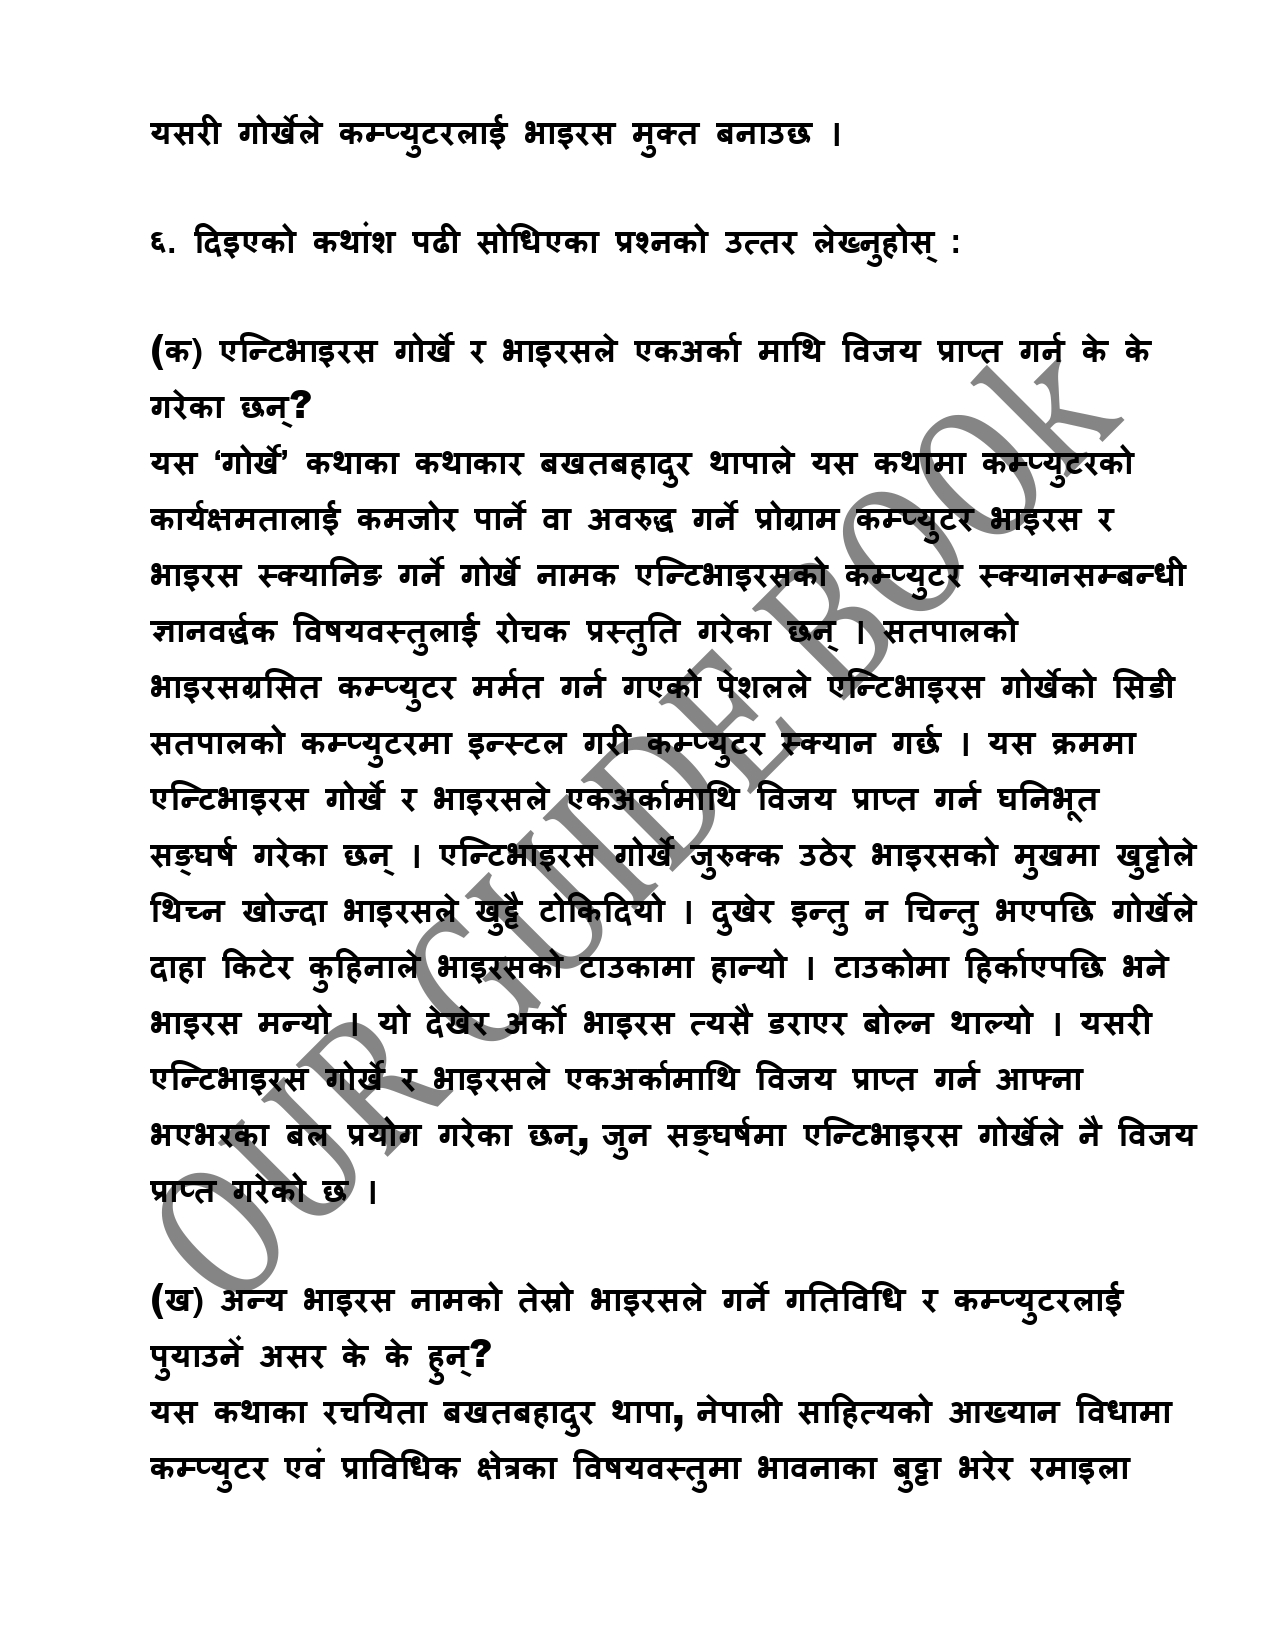 यसरी गोर्खेले कम्प्युटरलाई भाइरस मुक्त बनाउछ ।
६. दिइएको कथांश पढी सोधिएका प्रश्नको उत्तर लेख्नुहोस् :
(क) एन्टिभाइरस गोर्खे र भाइरसले एकअर्का माथि विजय प्राप्त गर्न के के
गरेका छन्?
यस ‘गोर्खे’ कथाका कथाकार बखतबहादुर थापाले यस कथामा कम्प्युटरको
कार्यक्षमतालाई कमजोर पार्ने वा अवरुद्ध गर्ने प्रोग्राम कम्प्युटर भाइरस र
भाइरस स्क्यानिङ गर्ने गोर्खे नामक एन्टिभाइरसको कम्प्युटर स्क्यानसम्बन्धी
ज्ञानवर्द्धक विषयवस्तुलाई रोचक प्रस्तुति गरेका छन् । सतपालको
भाइरसग्रसित कम्प्युटर मर्मत गर्न गएको पेशलले एन्टिभाइरस गोर्खेको सिडी
सतपालको कम्प्युटरमा इन्स्टल गरी कम्प्युटर स्क्यान गर्छ । यस क्रममा
एन्टिभाइरस गोर्खे र भाइरसले एकअर्कामाथि विजय प्राप्त गर्न घनिभूत
सङ्घर्ष गरेका छन् । एन्टिभाइरस गोर्खे जुरुक्क उठेर भाइरसको मुखमा खुट्टोले
थिच्न खोज्दा भाइरसले खुट्टै टोकिदियो । दुखेर इन्तु न चिन्तु भएपछि गोर्खेले
दाहा किटेर कुहिनाले भाइरसको टाउकामा हान्यो । टाउकोमा हिर्काएपछि भने
भाइरस मन्यो । यो देखेर अर्को भाइरस त्यसै डराएर बोल्न थाल्यो । यसरी
एन्टिभाइरस गोर्खे र भाइरसले एकअर्कामाथि विजय प्राप्त गर्न आफ्ना
भएभरका बल प्रयोग गरेका छन्, जुन सङ्घर्षमा एन्टिभाइरस गोर्खेले नै विजय
प्राप्त गरेको छ ।
(ख) अन्य भाइरस नामको तेस्रो भाइरसले गर्ने गतिविधि र कम्प्युटरलाई
पुयाउनें असर के के हुन्?
यस कथाका रचयिता बखतबहादुर थापा, नेपाली साहित्यको आख्यान विधामा
कम्प्युटर एवं प्राविधिक क्षेत्रका विषयवस्तुमा भावनाका बुट्टा भरेर रमाइला
OUR GUIDE BOOK